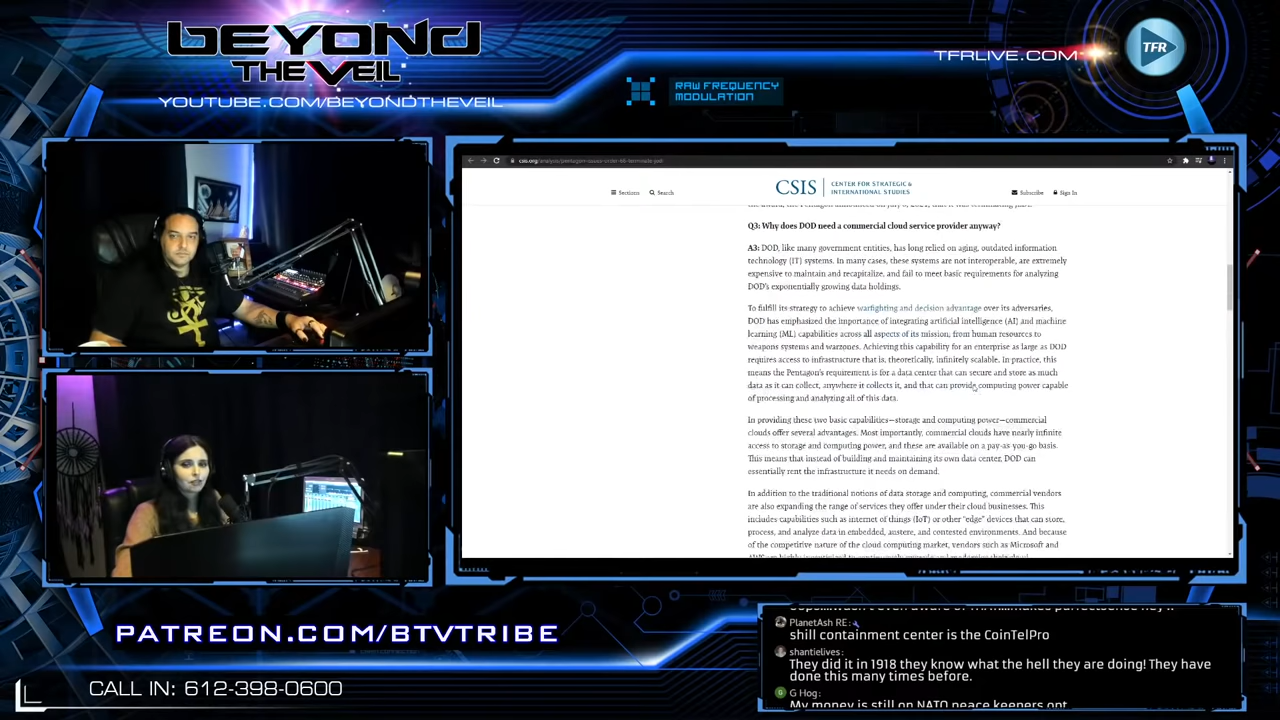 BEYOND
THE VEIL
YOUTUBE.COM/BEYONDTHEVEIL
TFRLIVE.COM
TFR
RAW FREQUENCY
MODULATION
csis.org/analysis/pentagon-issues-order-66-terminate-jedi
Sections
Search
CSIS
CENTER FOR STRATEGIC &
INTERNATIONAL STUDIES
Subscribe
Sign In
the award, the Pentagon announced on July 6, 2021, that it was terminating
Q3: Why does DOD need a commercial cloud service provider anyway?
A3: DOD, like many government entities, has long relied on aging, outdated information
technology (IT) systems. In many cases, these systems are not interoperable, are extremely
expensive to maintain and recapitalize, and fail to meet basic requirements for analyzing
DOD's exponentially growing data holdings.
To fulfill its strategy to achieve warfighting and decision advantage over its adversaries,
DOD has emphasized the importance of integrating artificial intelligence (AI) and machine
learning (ML) capabilities across all aspects of its mission, from human resources to
weapons systems and warzones. Achieving this capability for an enterprise as large as DOD
requires access to infrastructure that is, theoretically, infinitely scalable. In practice, this
means the Pentagon's requirement is for a data center that can secure and store as much
data as it can collect, anywhere it collects it, and that can provide computing power capable
of processing and analyzing all of this data.
In providing these two basic capabilities—storage and computing power—commercial
clouds offer several advantages. Most importantly, commercial clouds have nearly infinite
access to storage and computing power, and these are available on a pay-as-you-go basis.
This means that instead of building and maintaining its own data center, DOD can
essentially rent the infrastructure it needs on demand.
In addition to the traditional notions of data storage and computing, commercial vendors
are also expanding the range of services they offer under their cloud businesses. This
includes capabilities such as internet of things (IoT) or other "edge" devices that can store,
process, and analyze data in embedded, austere, and contested environments. And because
of the competitive nature of the cloud computing market, vendors such as Microsoft and
PATREON.COM/BTVTRIBE
CALL IN: 612-398-0600
PlanetAsh RE:
shill containment center is the CoinTelPro
shantielives:
They did it in 1918 they know what the hell they are doing! They have
done this many times before.
G Hog:
My money is still on NATO peace keepers